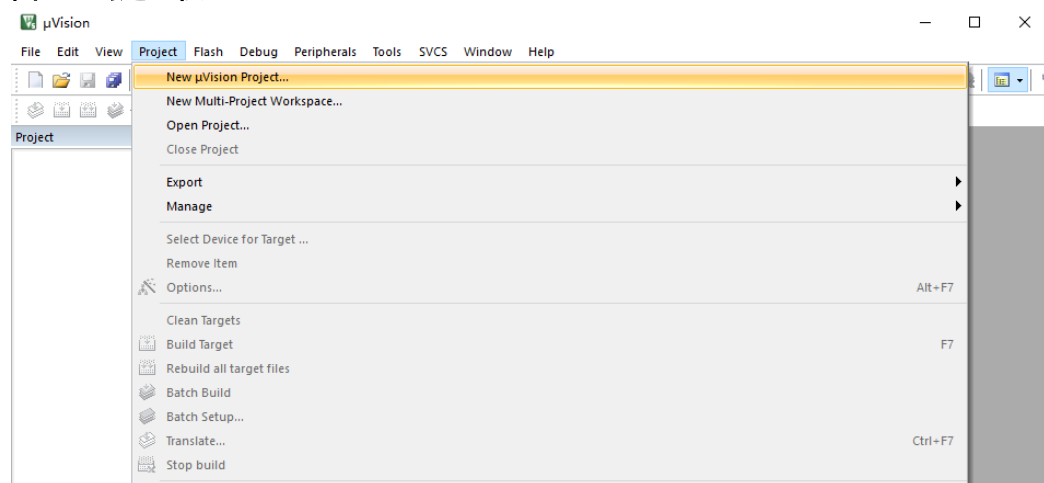 µVision
File Edit View Project Flash Debug Peripherals Tools SVCS Window Help
New µVision Project...
New Multi-Project Workspace...
Project
Open Project...
Close Project
Export
Manage
Select Device for Target ...
Remove Item
Options... Alt+F7
Clean Targets
Build Target F7
Rebuild all target files
Batch Build
Batch Setup...
Translate... Ctrl+F7
Stop build